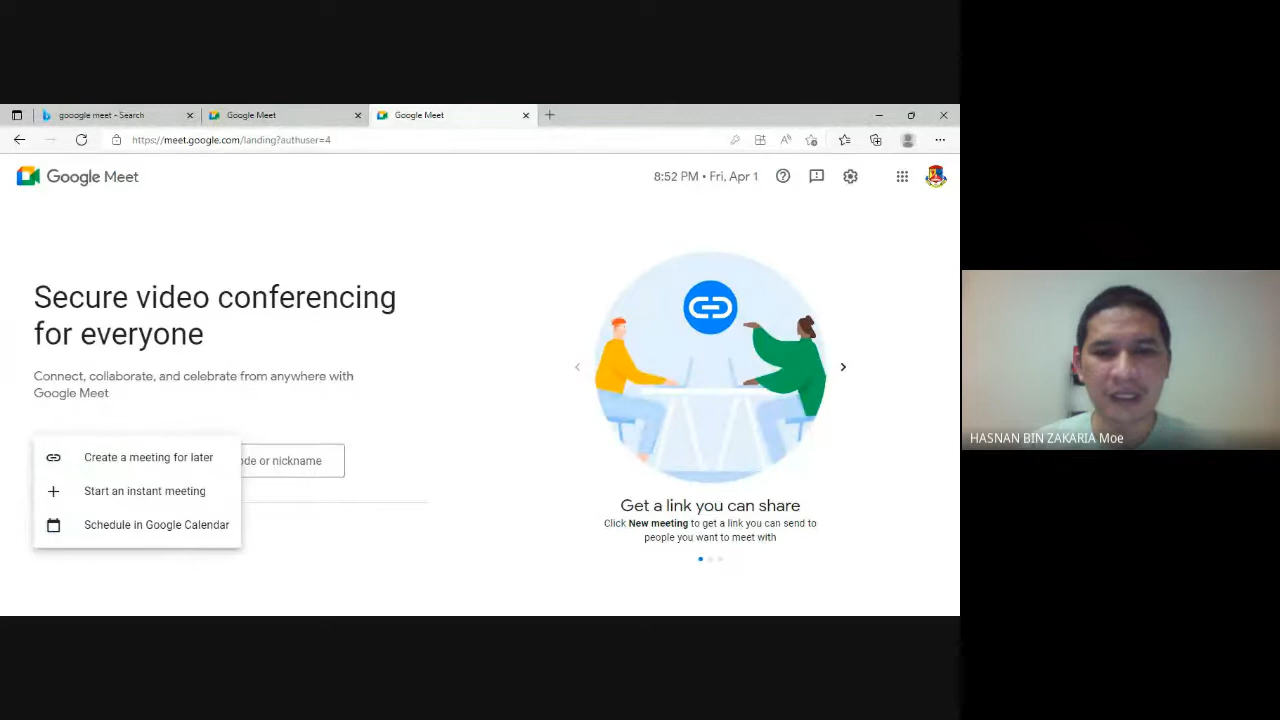 gooogle meet - Search
Google Meet
Google Meet
https://meet.google.com/landing?authuser=4
Google Meet
8:52 PM • Fri, Apr 1
Secure video conferencing
for everyone
Connect, collaborate, and celebrate from anywhere with
Google Meet
Create a meeting for later
ode or nickname
Start an instant meeting
Schedule in Google Calendar
Get a link you can share
Click New meeting to get a link you can send to
people you want to meet with
HASNAN BIN ZAKARIA Moe